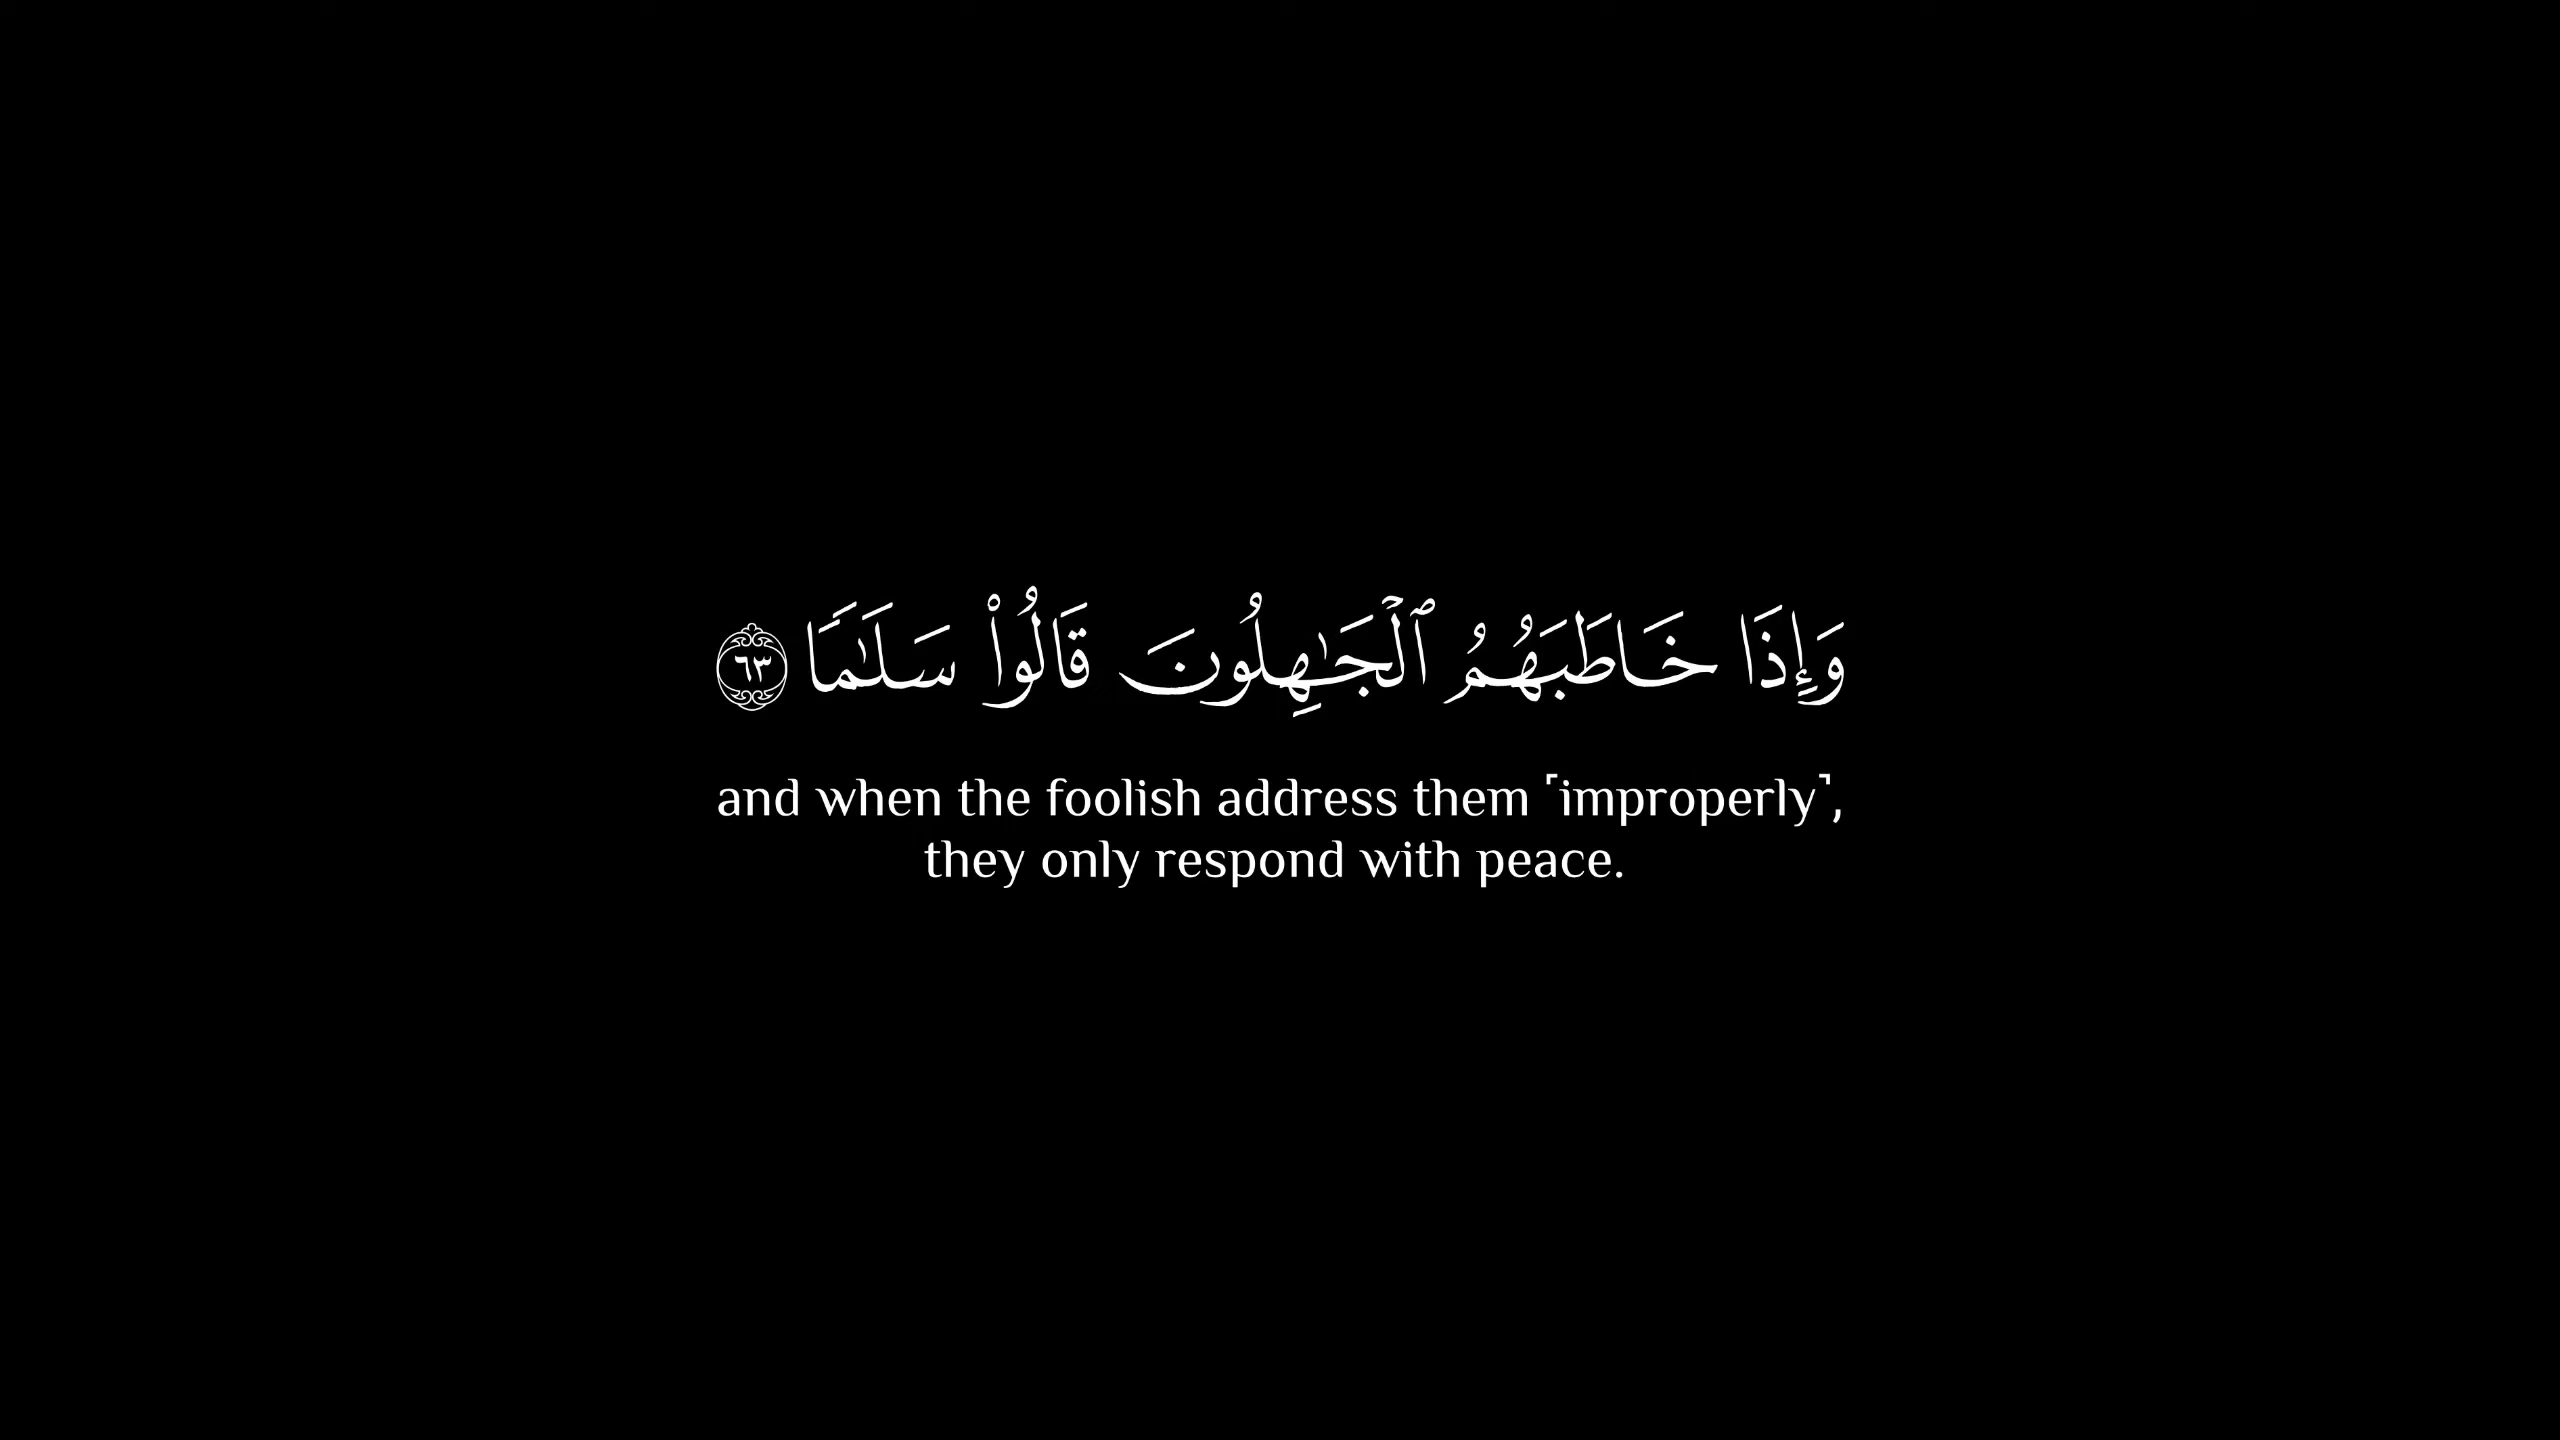 وَإِذَا خَاطَبَهُمُ ٱلْجَـٰهِلُونَ قَالُوا۟ سَلَـٰمًۭا ٦٣
and when the foolish address them ˹improperly˺,
they only respond with peace.